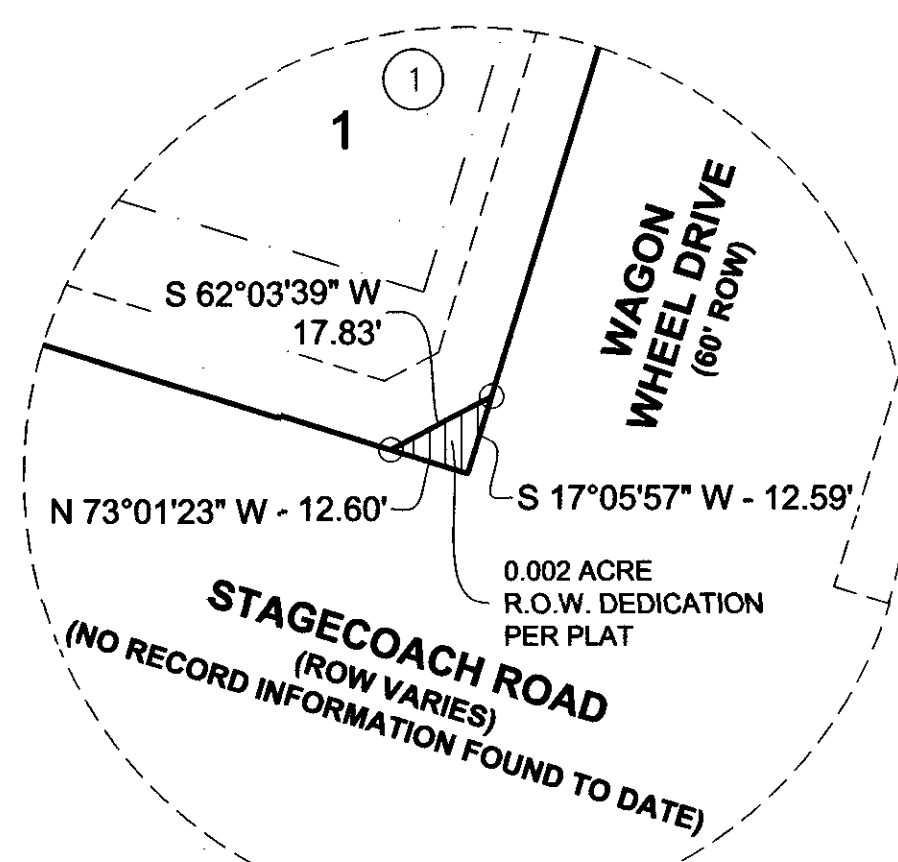 1
1
WAGON
WHEEL DRIVE
(60' ROW)
S 62°03'39" W
17.83'
N 73°01'23" W - 12.60'
S 17°05'57" W - 12.59'
0.002 ACRE
R.O.W. DEDICATION
PER PLAT
STAGECOACH ROAD
(ROW VARIES)
(NO RECORD INFORMATION FOUND TO DATE)